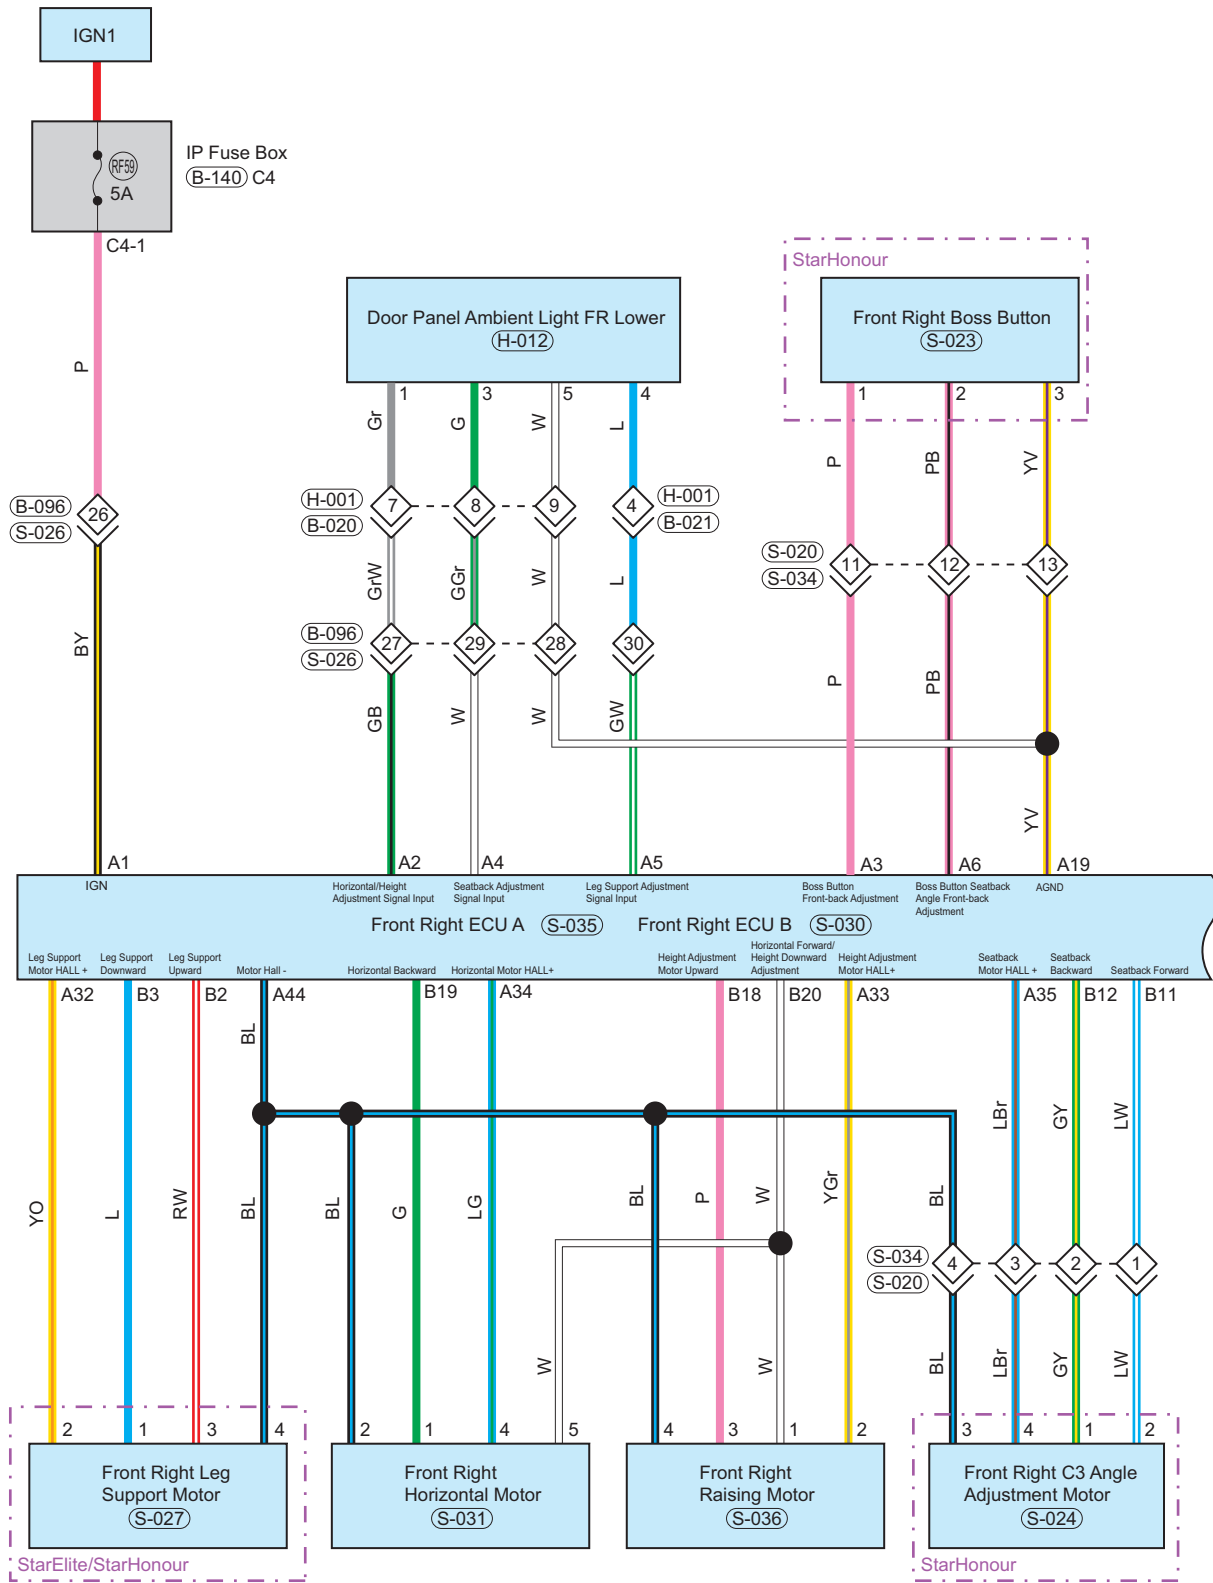 IGN1
RF59
5A
IP Fuse Box
B-140 C4
C4-1
StarHonour
Door Panel Ambient Light FR Lower
H-012
Front Right Boss Button
S-023
1 3 5 4
1 2 3
P
Gr G W L
P PB YV
B-096
S-026
26
H-001
B-020
7 8 9 4
H-001
B-021
S-020
S-034
11 12 13
GrW GGr W L
B-096
S-026
27 29 28 30
BY
GB W W GW
P PB
YV
A1 A2 A4 A5 A3 A6 A19
IGN
Horizontal/Height
Adjustment Signal Input
Seatback Adjustment
Signal Input
Leg Support Adjustment
Signal Input
Boss Button
Front-back Adjustment
Boss Button Seatback
Angle Front-back
Adjustment
AGND
Front Right ECU A S-035 Front Right ECU B S-030
Leg Support
Motor HALL +
Leg Support
Downward
Leg Support
Upward
Motor Hall -
Horizontal Backward
Horizontal Motor HALL+
Height Adjustment
Motor Upward
Horizontal Forward/
Height Downward
Adjustment
Height Adjustment
Motor HALL+
Seatback
Motor HALL +
Seatback
Backward
Seatback Forward
A32 B3 B2 A44 B19 A34 B18 B20 A33 A35 B12 B11
BL
LBr GY LW
YO L RW BL BL G LG BL P W YGr BL
S-034
S-020
4 3 2 1
W W BL LBr GY LW
2 1 3 4
2 1 4 5
4 3 1 2
3 4 1 2
Front Right Leg
Support Motor
S-027
Front Right
Horizontal Motor
S-031
Front Right
Raising Motor
S-036
Front Right C3 Angle
Adjustment Motor
S-024
StarElite/StarHonour
StarHonour